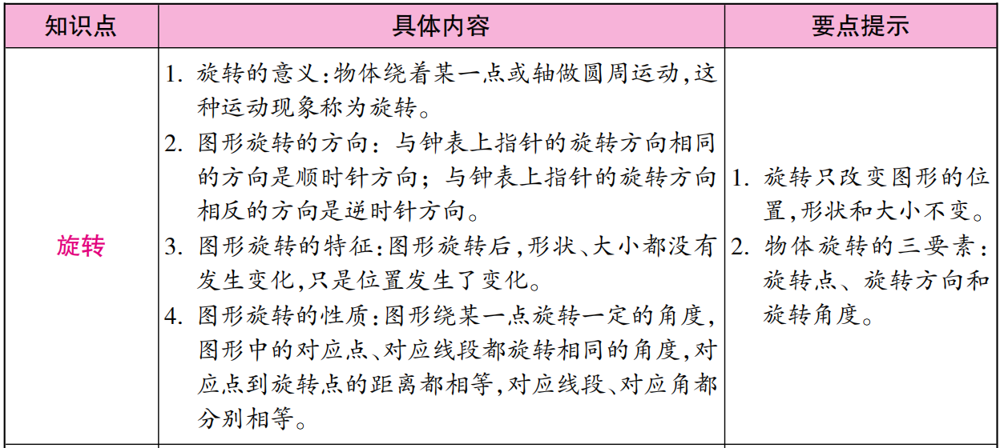 知识点
具体内容
要点提示
旋转
1. 旋转的意义:物体绕着某一点或轴做圆周运动,这
种运动现象称为旋转。
2. 图形旋转的方向: 与钟表上指针的旋转方向相同
的方向是顺时针方向; 与钟表上指针的旋转方向
相反的方向是逆时针方向。
3. 图形旋转的特征:图形旋转后,形状、大小都没有
发生变化,只是位置发生了变化。
4. 图形旋转的性质:图形绕某一点旋转一定的角度,
图形中的对应点、对应线段都旋转相同的角度,对
应点到旋转点的距离都相等,对应线段、对应角都
分别相等。
1. 旋转只改变图形的位
置,形状和大小不变。
2. 物体旋转的三要素:
旋转点、旋转方向和
旋转角度。